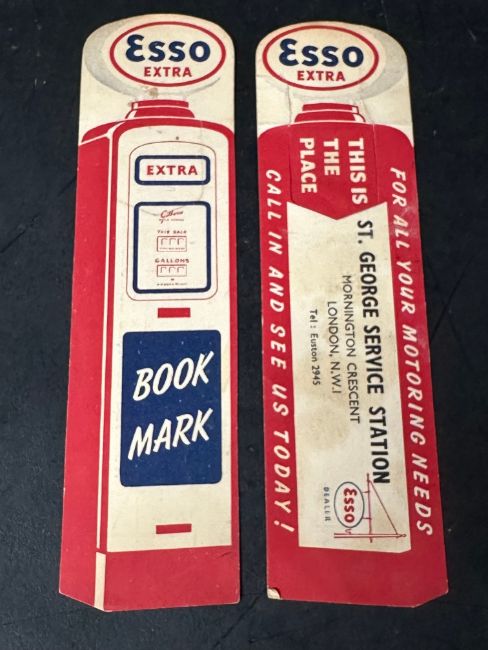 Esso
EXTRA
EXTRA
THIS SALE
GALLONS
BOOK
MARK
Esso
EXTRA
THIS IS
THE
PLACE
FOR ALL YOUR MOTORING NEEDS
ST. GEORGE SERVICE STATION
MORNINGTON CRESCENT
LONDON, N.W.I
Tel: Euston 2945
Esso
DEALER
CALL IN AND SEE US TODAY!